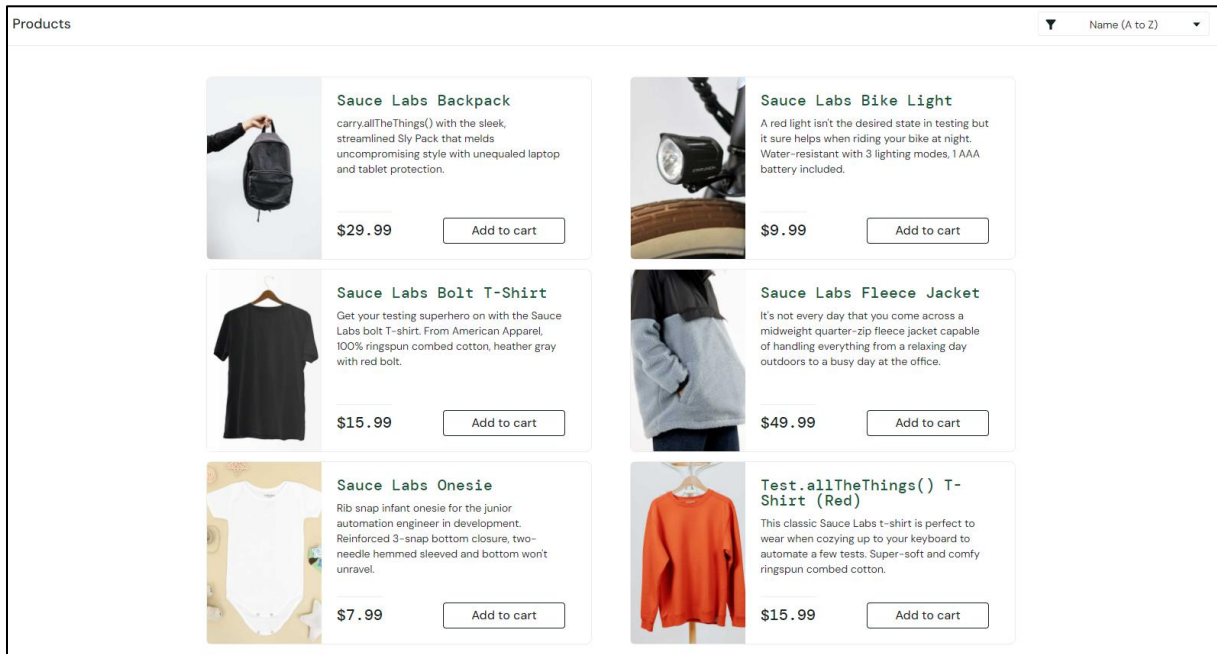 Products
Name (A to Z)
Sauce Labs Backpack
carry.allTheThings() with the sleek,
streamlined Sly Pack that melds
uncompromising style with unequaled laptop
and tablet protection.
$29.99
Add to cart
Sauce Labs Bike Light
A red light isn't the desired state in testing but
it sure helps when riding your bike at night.
Water-resistant with 3 lighting modes, 1 AAA
battery included.
$9.99
Add to cart
Sauce Labs Bolt T-Shirt
Get your testing superhero on with the Sauce
Labs bolt T-shirt. From American Apparel,
100% ringspun combed cotton, heather gray
with red bolt.
$15.99
Add to cart
Sauce Labs Fleece Jacket
It's not every day that you come across a
midweight quarter-zip fleece jacket capable
of handling everything from a relaxing day
outdoors to a busy day at the office.
$49.99
Add to cart
Sauce Labs Onesie
Rib snap infant onesie for the junior
automation engineer in development.
Reinforced 3-snap bottom closure, two-
needle hemmed sleeved and bottom won't
unravel.
$7.99
Add to cart
Test.allTheThings() T-
Shirt (Red)
This classic Sauce Labs t-shirt is perfect to
wear when cozying up to your keyboard to
automate a few tests. Super-soft and comfy
ringspun combed cotton.
$15.99
Add to cart